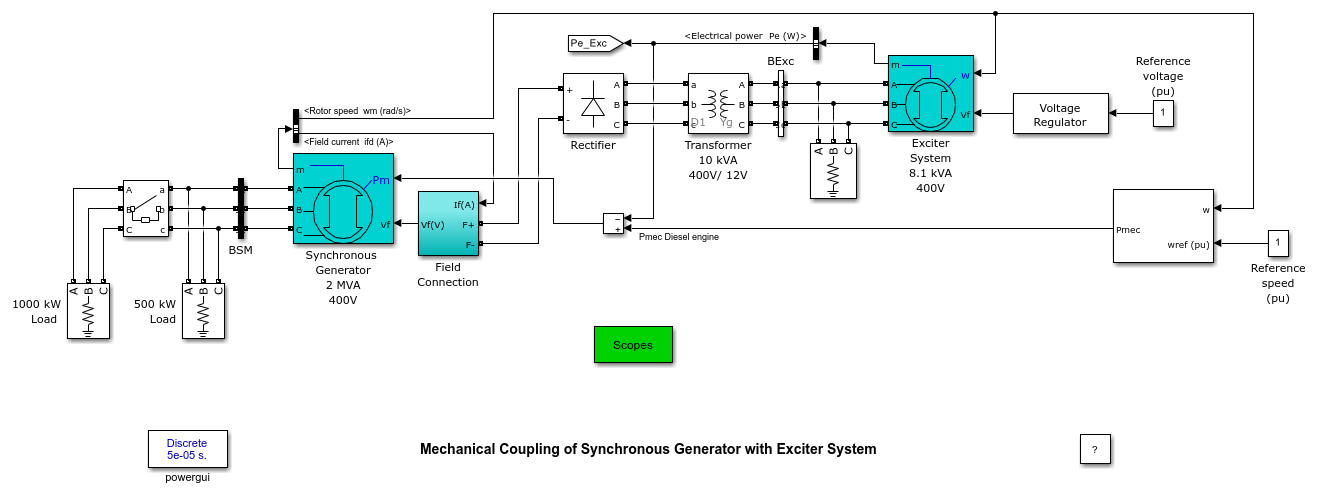 <Electrical power Pe (W)>
Pe_Exc
BExc
m
w
A
B
C
Vf
Exciter
System
8.1 kVA
400V
Reference
voltage
(pu)
1
Voltage
Regulator
+
-
A
B
C
Rectifier
a
b
c
A
B
C
D1
Yg
Transformer
10 kVA
400V/ 12V
A
B
C
<Rotor speed wm (rad/s)>
<Field current ifd (A)>
m
Pm
A
B
C
Vf
Synchronous
Generator
2 MVA
400V
If(A)
Vf(V)
F+
F-
Field
Connection
−
+
Pmec Diesel engine
w
Pmec
wref (pu)
1
Reference
speed
(pu)
A
B
C
a
b
c
BSM
A
B
C
1000 kW
Load
A
B
C
500 kW
Load
Scopes
Discrete
5e-05 s.
powergui
Mechanical Coupling of Synchronous Generator with Exciter System
?